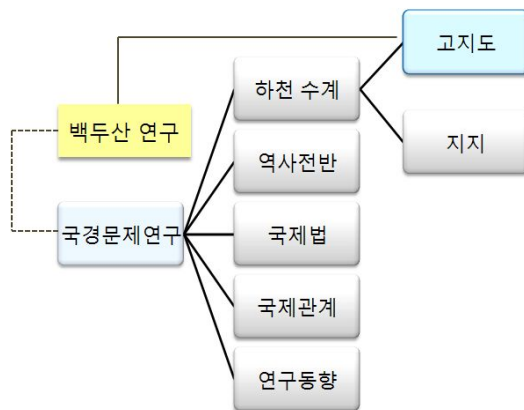 고지도
하천 수계
백두산 연구
지지
역사전반
국경문제연구
국제법
국제관계
연구동향